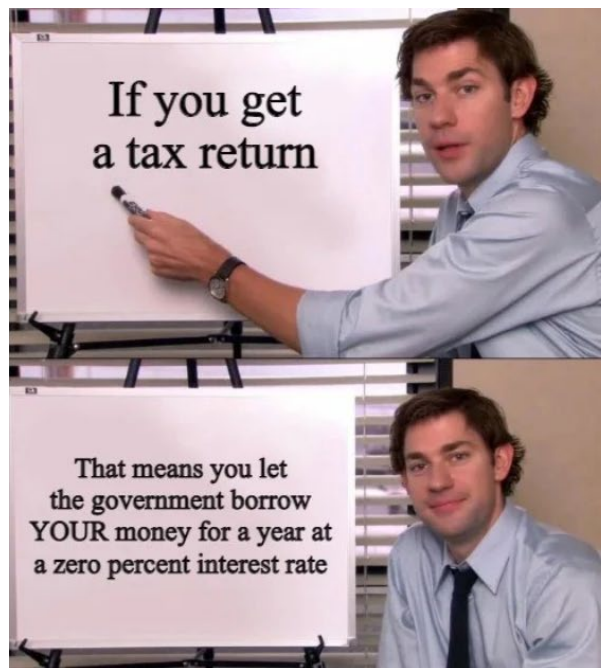 If you get
a tax return
That means you let
the government borrow
YOUR money for a year at
a zero percent interest rate